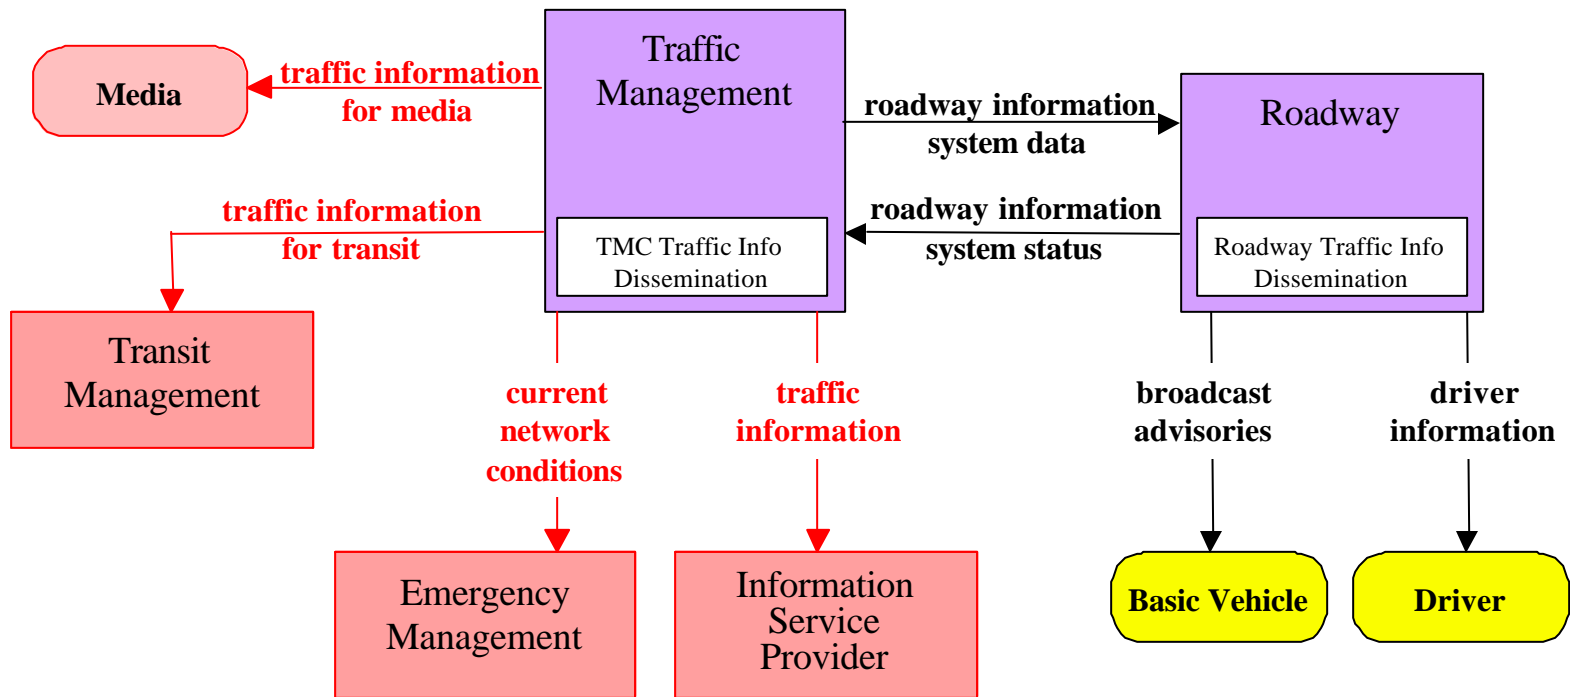 Traffic
Management
Media
traffic information
for media
roadway information
system data
Roadway
traffic information
for transit
roadway information
system status
TMC Traffic Info
Dissemination
Roadway Traffic Info
Dissemination
Transit
Management
current
network
conditions
traffic
information
broadcast
advisories
driver
information
Emergency
Management
Information
Service
Provider
Basic Vehicle
Driver